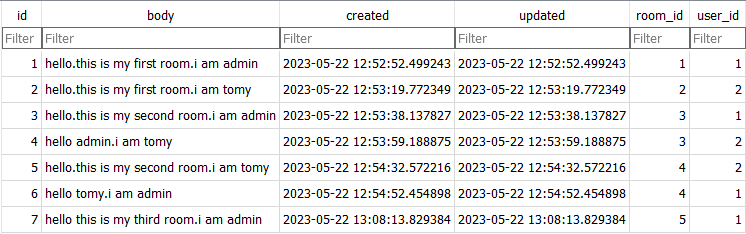 id body created updated room_id user_id
Filter Filter Filter Filter Filter Filter
1 hello.this is my first room.i am admin 2023-05-22 12:52:52.499243 2023-05-22 12:52:52.499243 1 1
2 hello.this is my first room.i am tomy 2023-05-22 12:53:19.772349 2023-05-22 12:53:19.772349 2 2
3 hello.this is my second room.i am admin 2023-05-22 12:53:38.137827 2023-05-22 12:53:38.137827 3 1
4 hello admin.i am tomy 2023-05-22 12:53:59.188875 2023-05-22 12:53:59.188875 3 2
5 hello.this is my second room.i am tomy 2023-05-22 12:54:32.572216 2023-05-22 12:54:32.572216 4 2
6 hello tomy.i am admin 2023-05-22 12:54:52.454898 2023-05-22 12:54:52.454898 4 1
7 hello this is my third room.i am admin 2023-05-22 13:08:13.829384 2023-05-22 13:08:13.829384 5 1